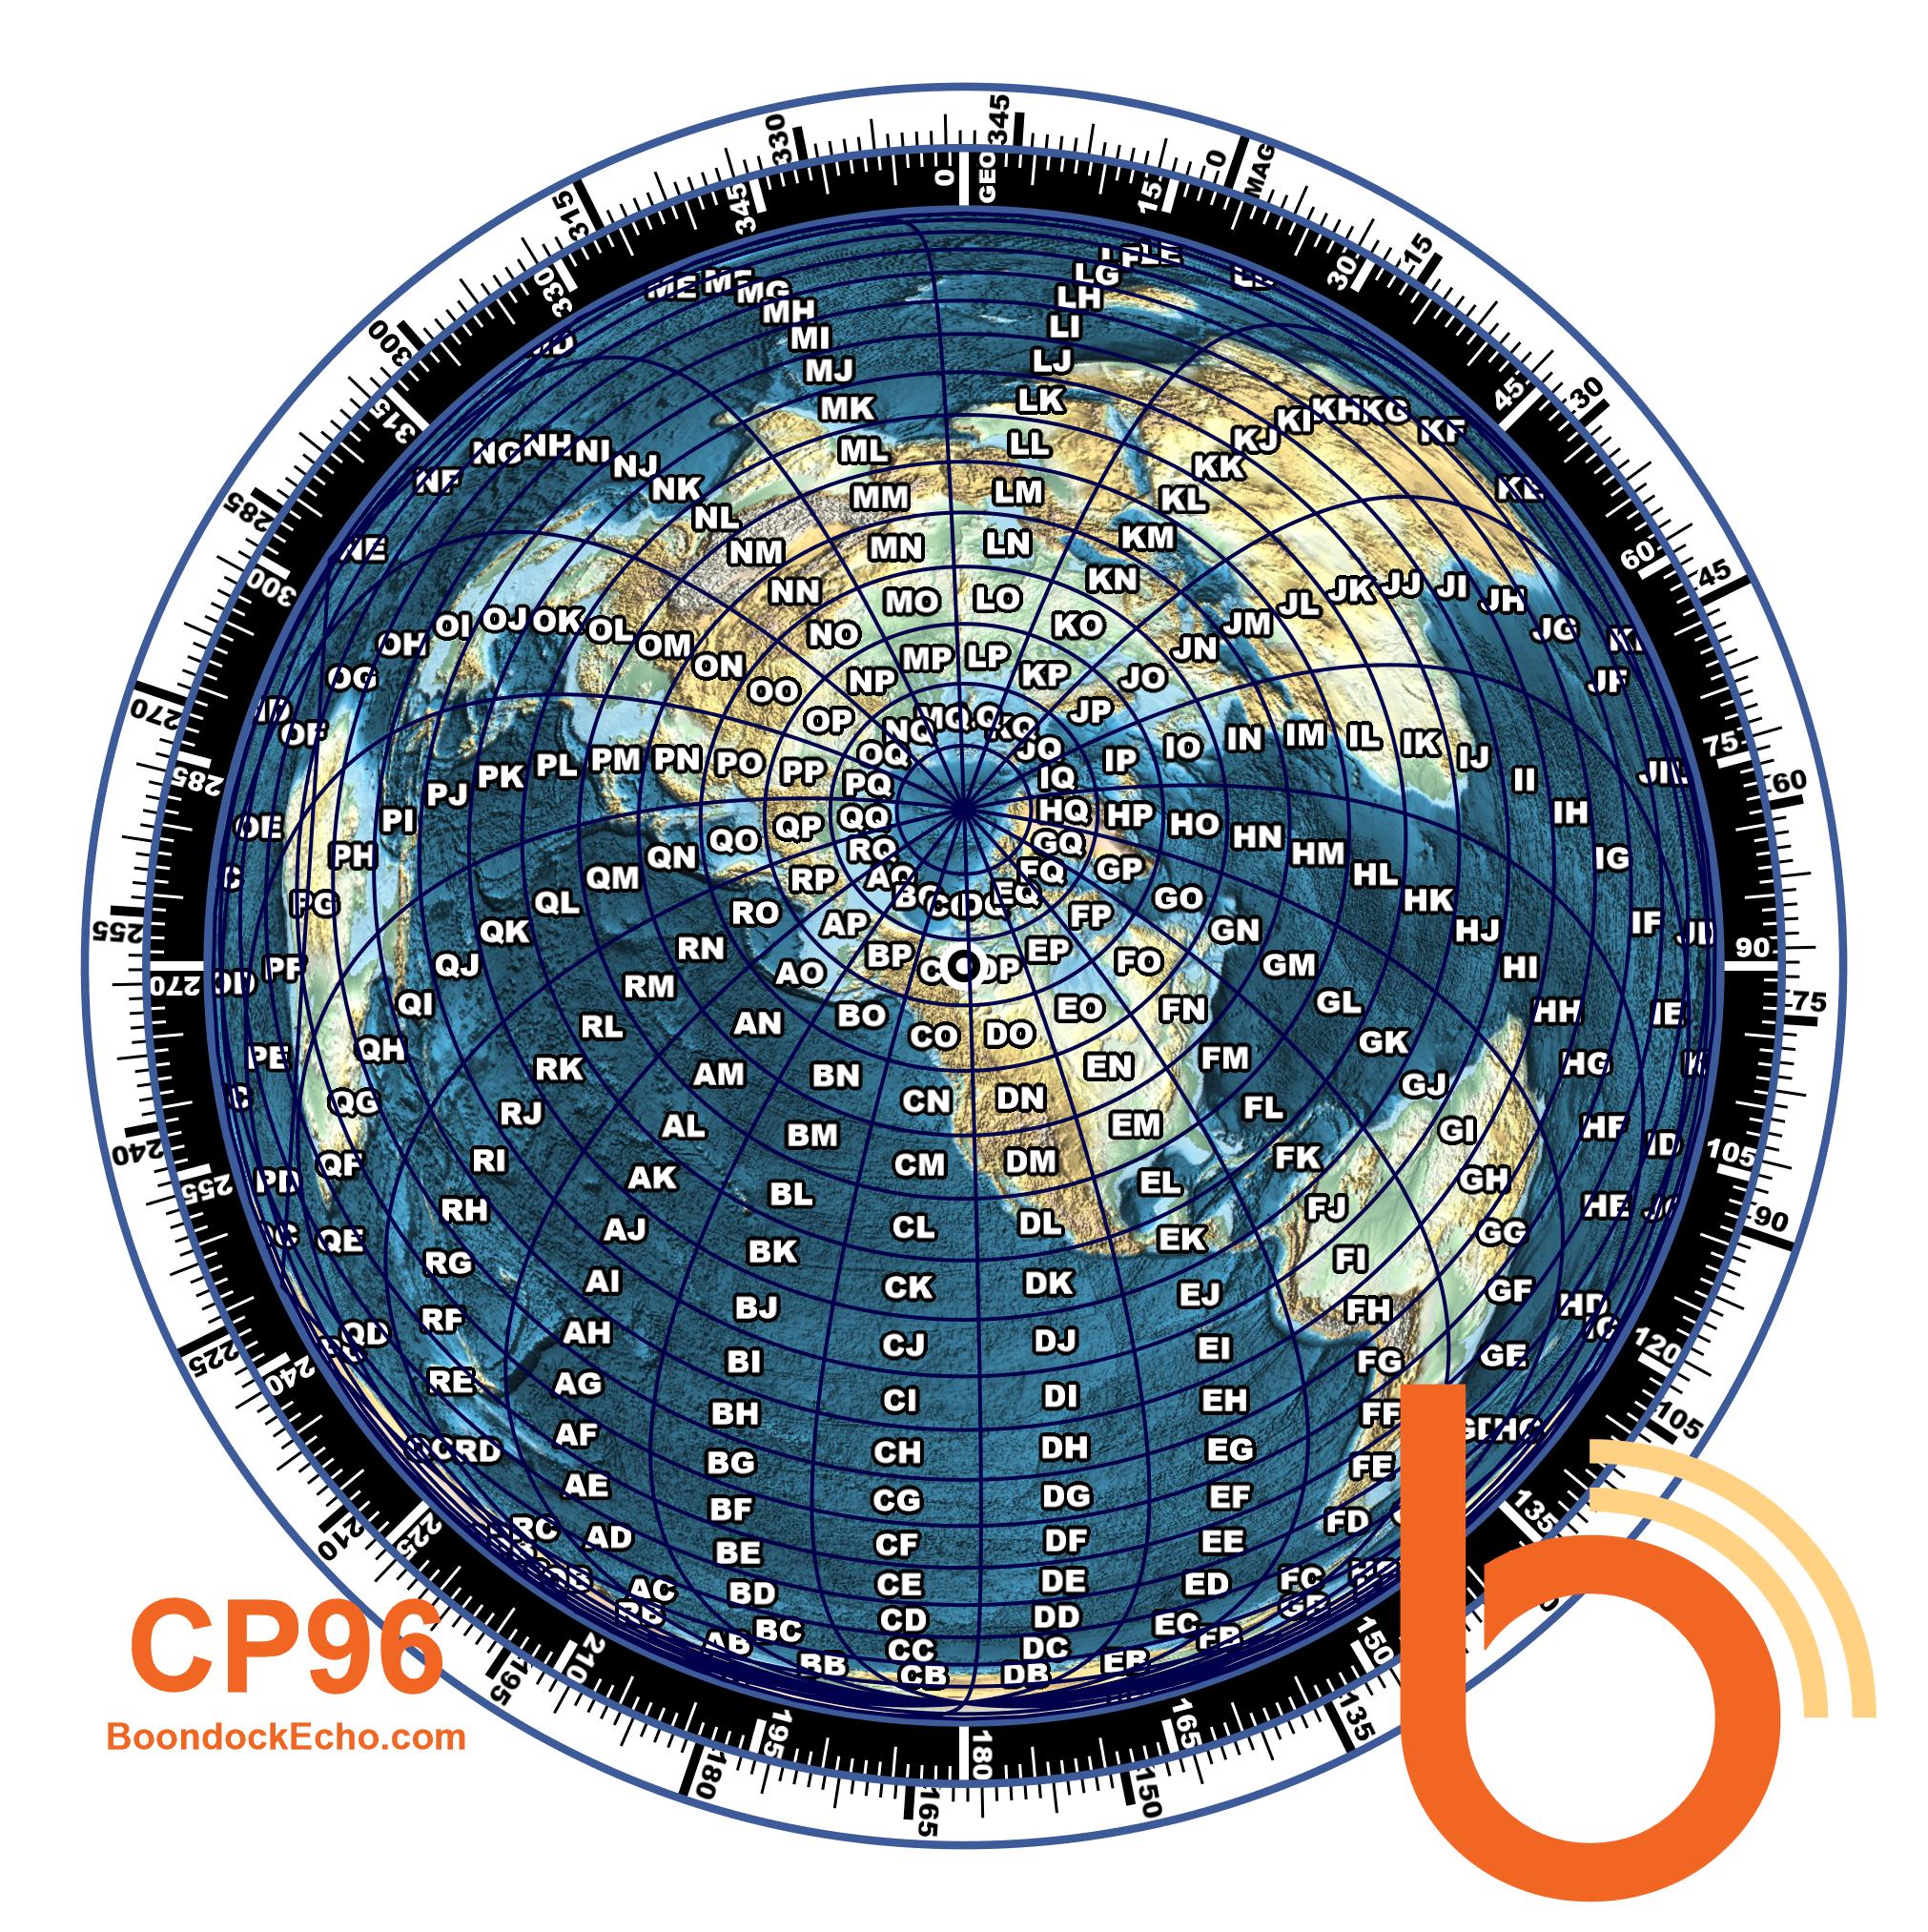 345
330
0
GEO
0
MAG
15
345
315
15
30
330
LE
LG
ME
MG
LH
MH
LI
MI
300
LJ
MJ
LK
MK
KI
KH
KG
KF
45
30
315
NG
NH
NI
NJ
ML
LL
KJ
KK
NF
NK
MM
LM
KL
285
NL
NM
MN
LN
KM
60
45
NE
300
NN
MO
LO
KN
JL
JK
JJ
JI
JH
OH
OI
OJ
OK
OL
OM
NO
KO
JN
JM
JG
OG
ON
OO
NP
MP
LP
KP
JO
JF
270
OF
OP
NQ
KQ
JP
75
60
285
PJ
PK
PL
PM
PN
PO
PP
OQ
PQ
JQ
IQ
IP
IO
IN
IM
IL
IK
IJ
II
OE
PI
QO
QP
QQ
HQ
HP
HO
HN
IH
PH
QN
RQ
GQ
HM
IG
PG
QL
QM
RP
AQ
FQ
GP
HL
HK
255
QK
RO
AP
EQ
FP
GO
GN
HJ
IF
90
PF
QJ
RN
BP
DP
EP
FO
GM
HI
270
QI
RM
AO
BO
EO
FN
GL
HH
IE
75
PE
QH
RL
AN
CO
DO
FM
GK
HG
QG
RK
AM
BN
EN
GJ
240
RJ
AL
BM
CN
DN
EM
FL
GI
HF
ID
105
PD
255
QF
RI
AK
BL
CM
DM
EL
FK
GH
HE
90
QE
RH
AJ
CL
DL
EK
FJ
GG
RG
AI
BK
CK
DK
EJ
FI
GF
225
QD
RF
AH
BJ
CJ
DJ
EI
FH
HD
IC
120
240
RE
AG
BI
CI
DI
EH
FG
GE
AF
BH
CH
DH
EG
FF
105
RD
AE
BG
CG
DG
EF
FE
210
225
RC
AD
BF
CF
DF
EE
FD
135
BE
CE
DE
ED
FC
AC
BD
CD
DD
EC
FB
GB
150
CP96
210
AB
BC
CC
DC
195
BB
CB
DB
EB
135
BoondockEcho.com
195
180
165
180
150
165
b